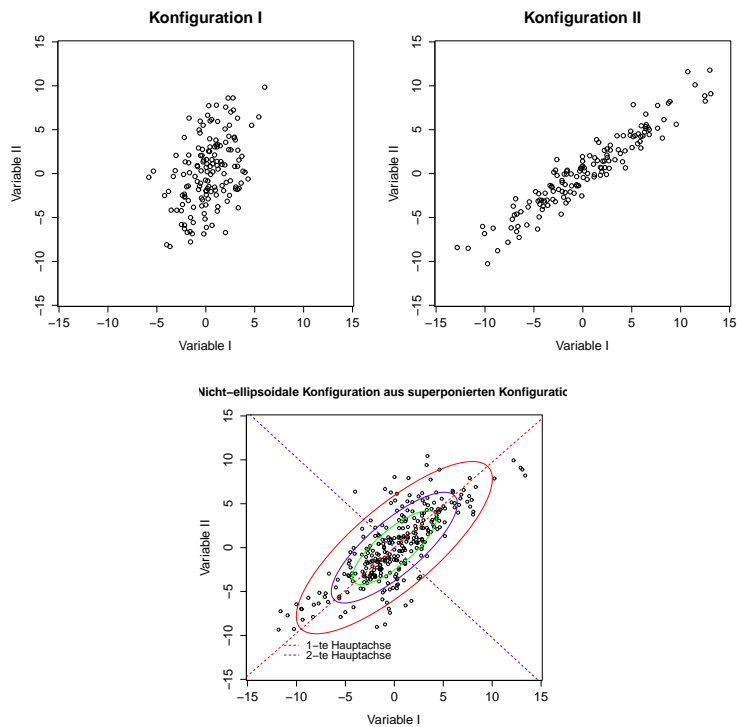 Konfiguration I
15
10
5
0
−5
−10
−15
Variable II
−15 −10 −5 0 5 10 15
Variable I
Konfiguration II
15
10
5
0
−5
−10
−15
Variable II
−15 −10 −5 0 5 10 15
Variable I
Nicht−ellipsoidale Konfiguration aus superponierten Konfiguratio
15
10
5
0
−5
−10
−15
Variable II
1−te Hauptachse
2−te Hauptachse
−15 −10 −5 0 5 10 15
Variable I